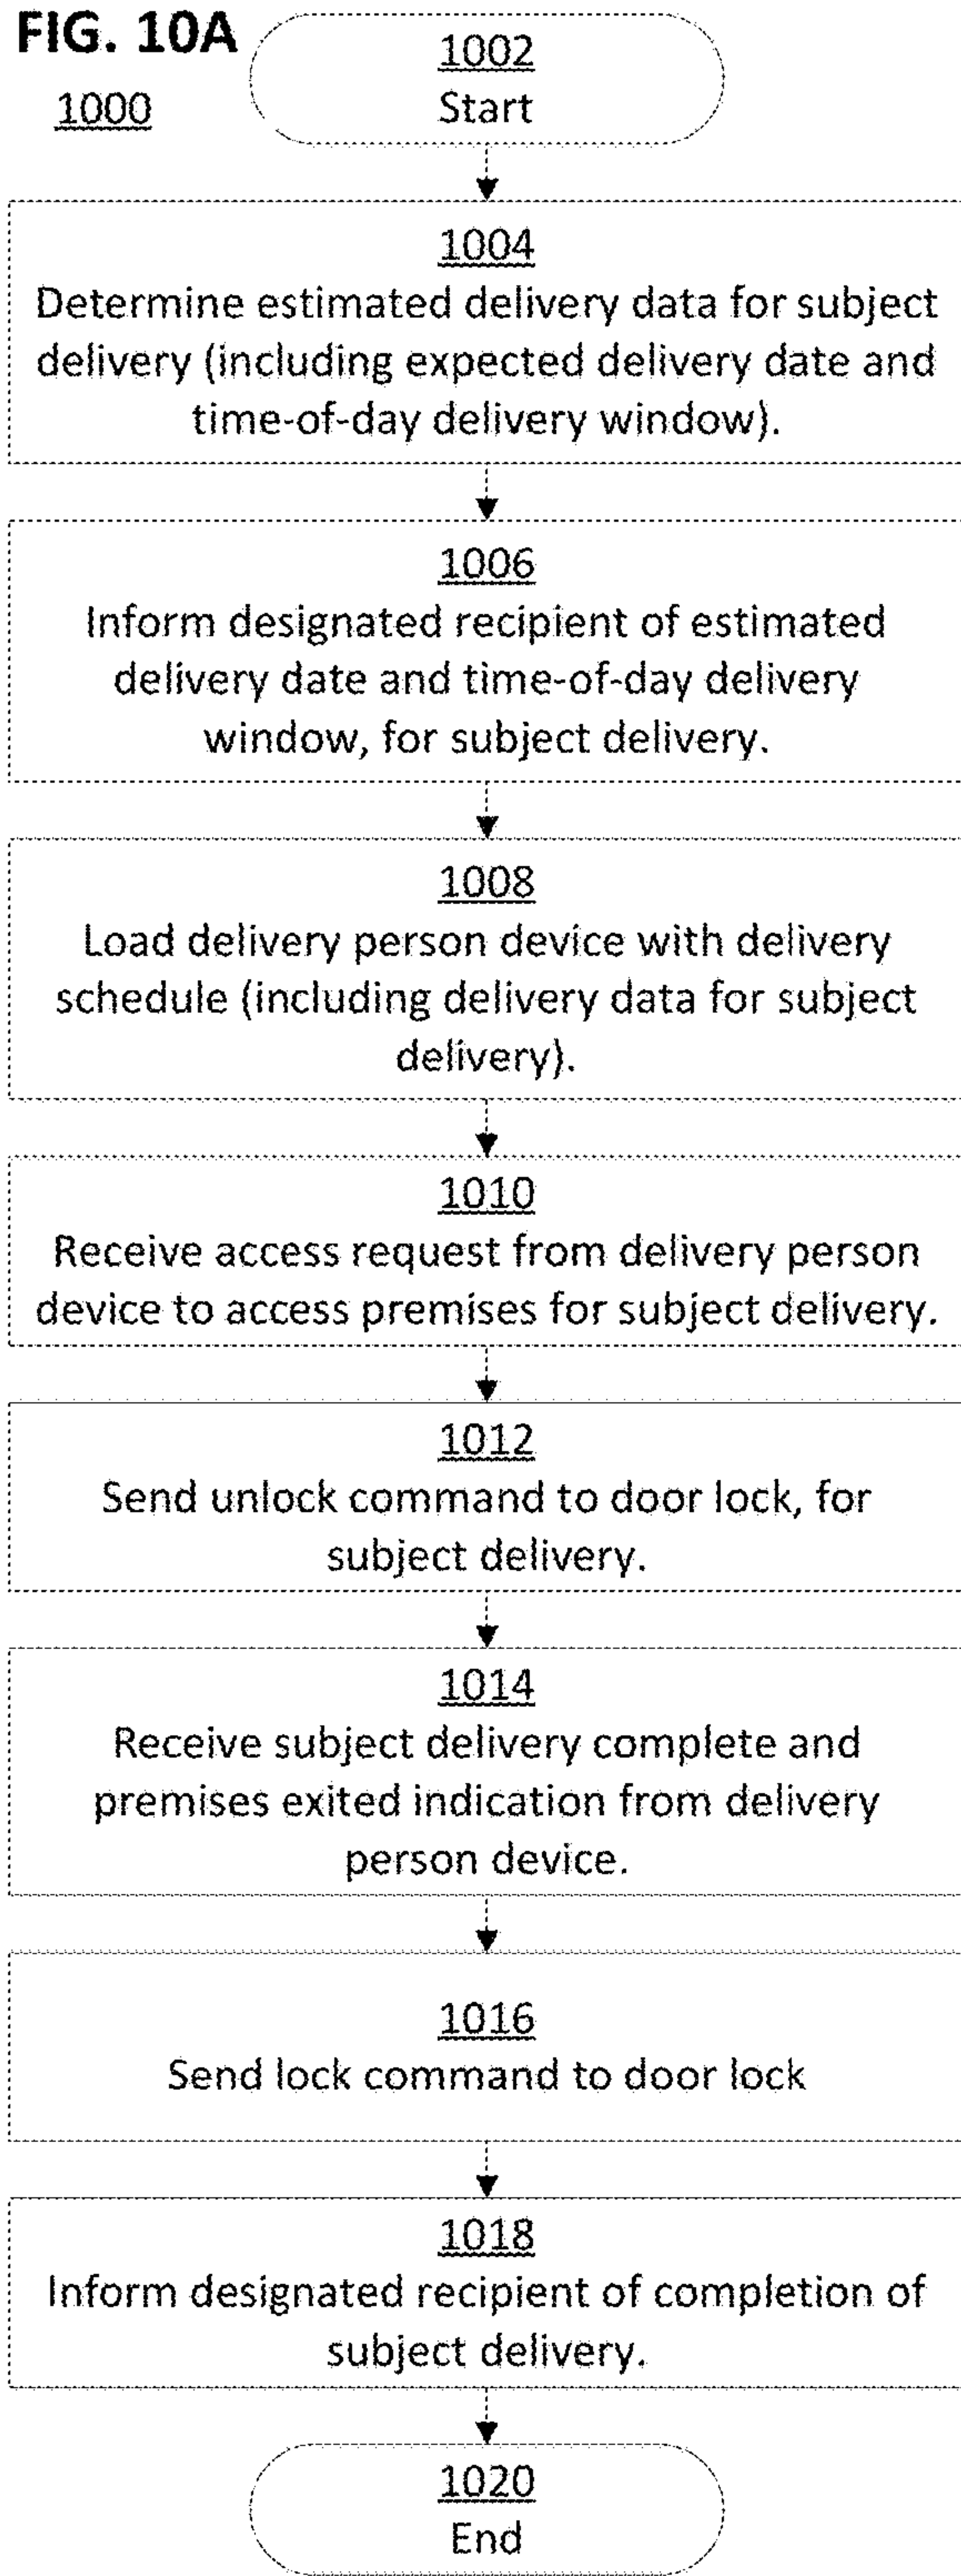 FIG. 10A
1000
1002
Start
1004
Determine estimated delivery data for subject
delivery (including expected delivery date and
time-of-day delivery window).
1006
Inform designated recipient of estimated
delivery date and time-of-day delivery
window, for subject delivery.
1008
Load delivery person device with delivery
schedule (including delivery data for subject
delivery).
1010
Receive access request from delivery person
device to access premises for subject delivery.
1012
Send unlock command to door lock, for
subject delivery.
1014
Receive subject delivery complete and
premises exited indication from delivery
person device.
1016
Send lock command to door lock
1018
Inform designated recipient of completion of
subject delivery.
1020
End